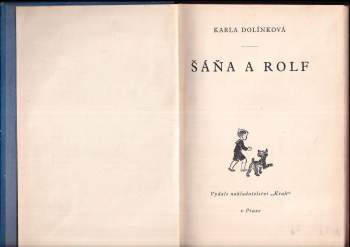 KARLA DOLÍNKOVÁ
ŠÁŇA A ROLF
Vydalo nakladatelství „Kruh“
v Praze